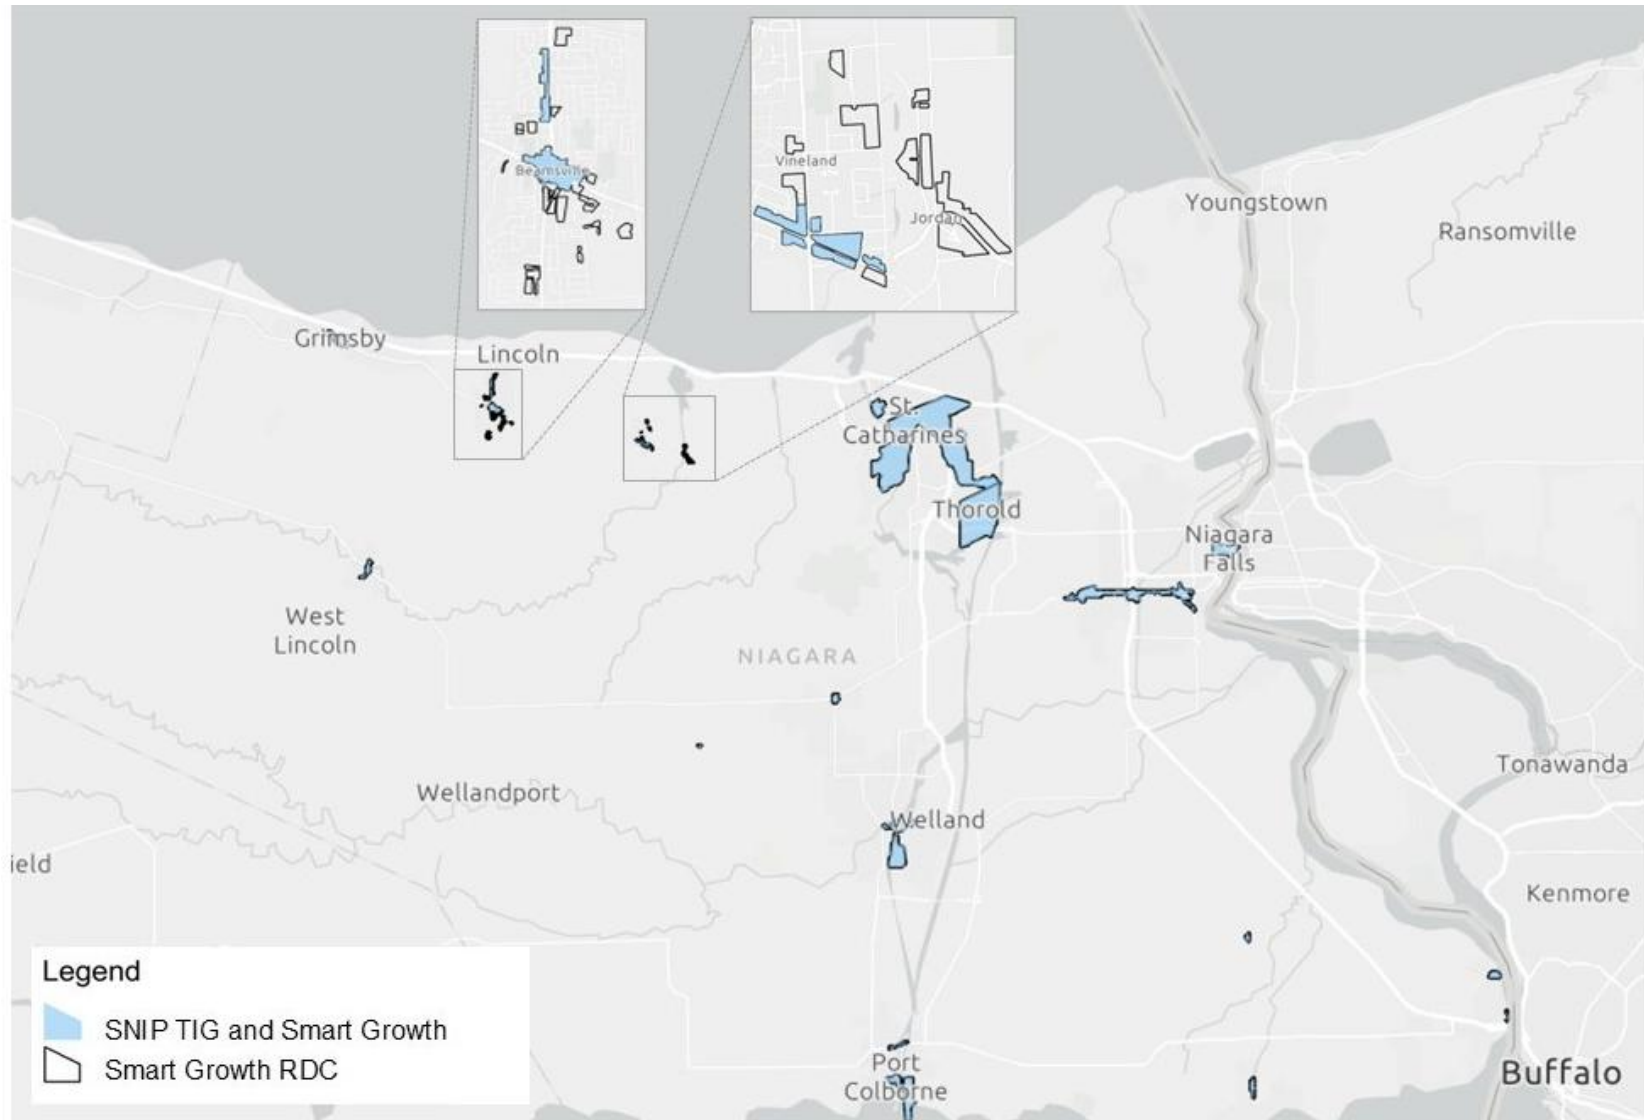 Beamsville
Vineland
Jordan
Youngstown
Ransomville
Grimsby
Lincoln
St.
Catharines
Thorold
Niagara
Falls
West
Lincoln
NIAGARA
Tonawanda
Wellandport
Welland
ield
Kenmore
Legend
SNIP TIG and Smart Growth
Smart Growth RDC
Port
Colborne
Buffalo